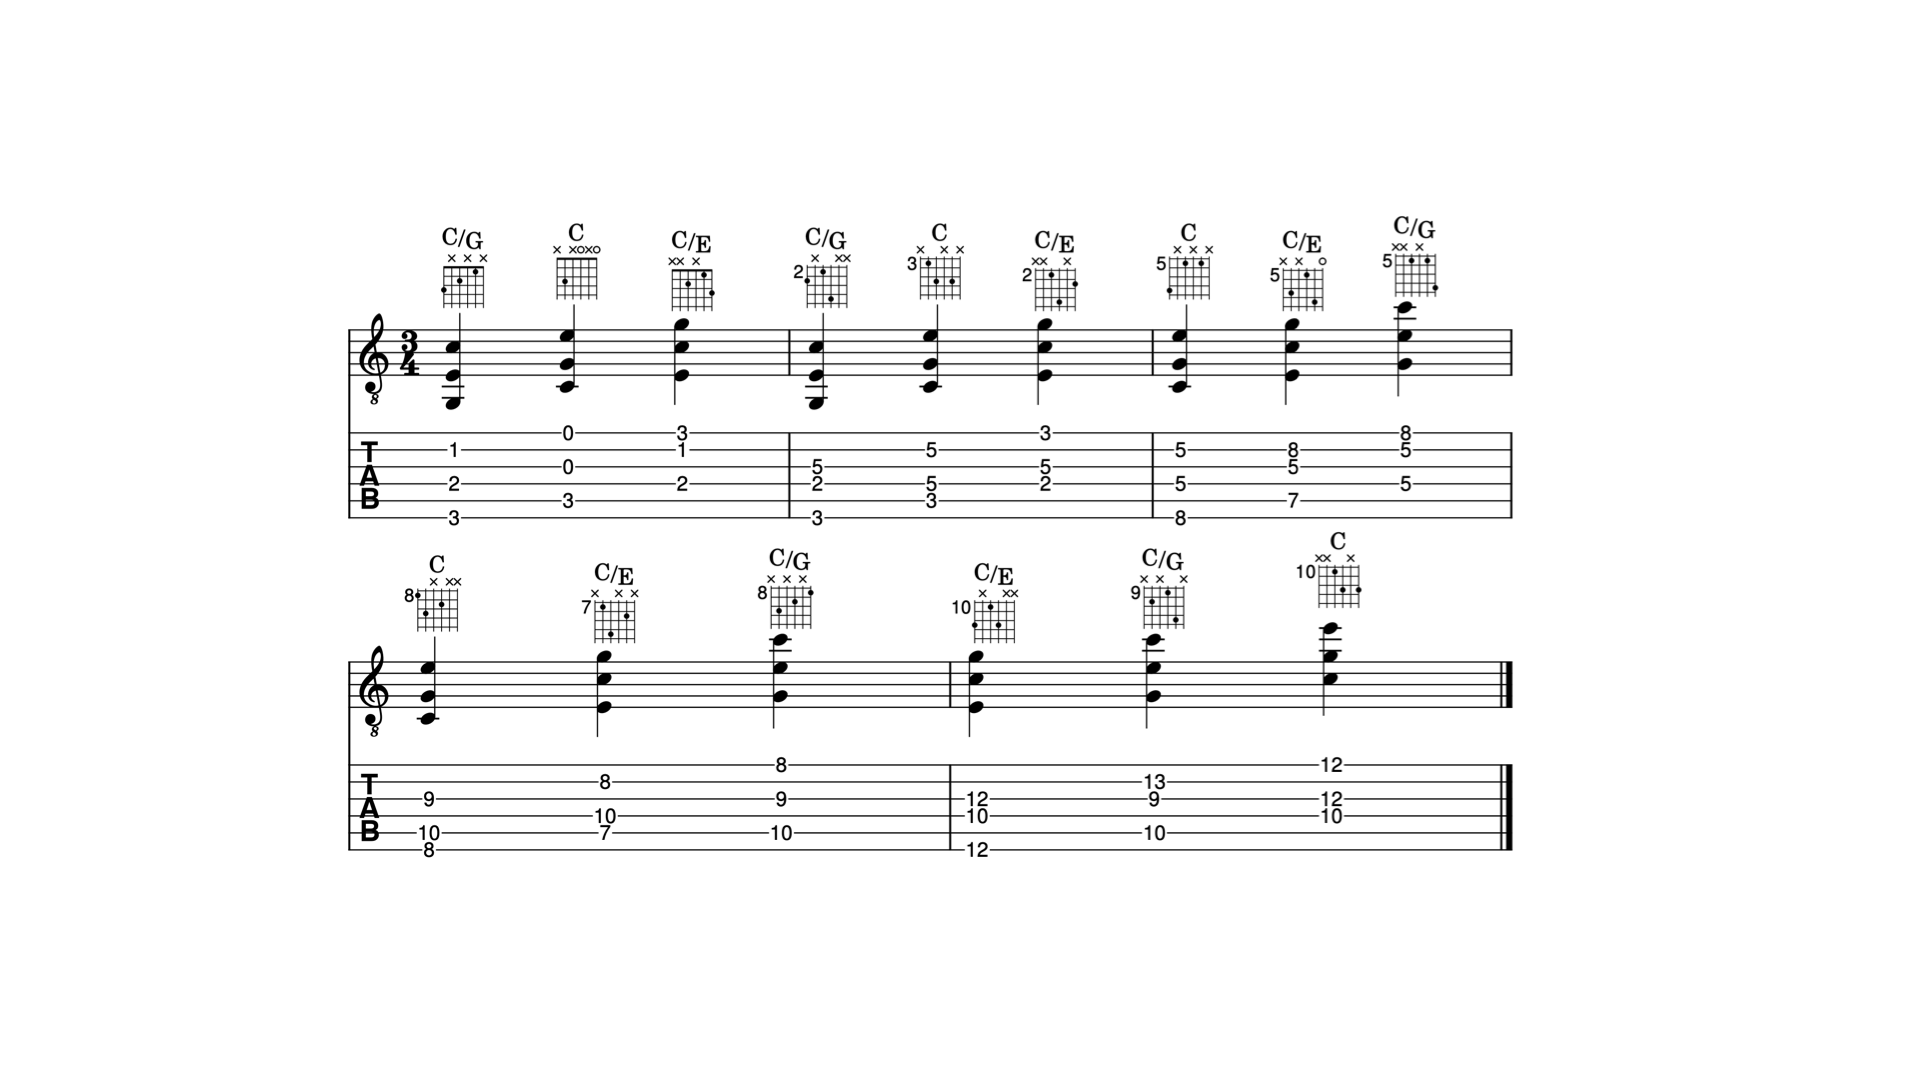 C/G C C/E C/G C C/E C C/E C/G
2 3 2 5 5 5
3 4
8
T A B
0 3 3 8
1 1 5 5 8 5
0 5 5 5
2 2 2 5 2 5 5
3 3 7
3 3 8
C C/E C/G C/E C/G C
8 7 8 10 9 10
8
T A B
8 12
8 13
9 9 12 9 12
10 10 10
10 7 10 10
8 12